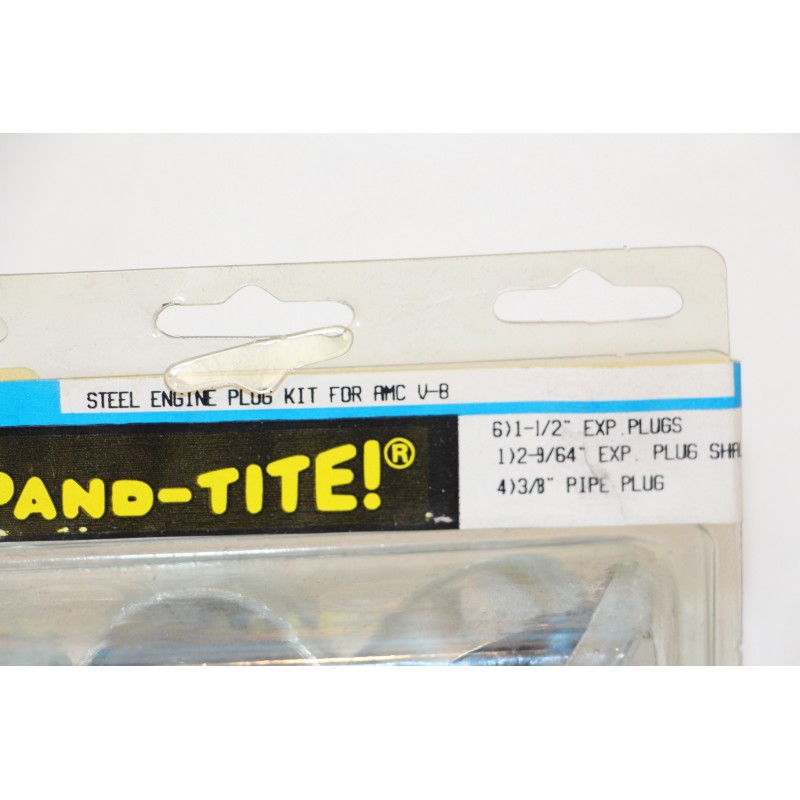 STEEL ENGINE PLUG KIT FOR AMC V-8
PAND-TITE!®
6)1-1/2" EXP.PLUGS
1)2-9/64" EXP. PLUG
4)3/8" PIPE PLUG